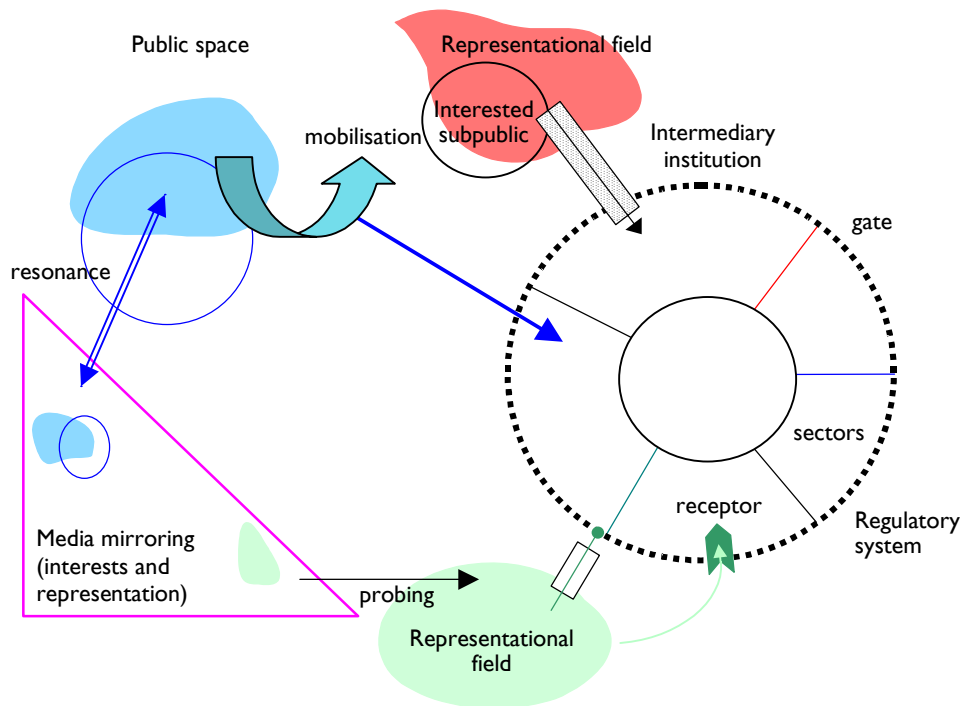 Public space
Representational field
Interested
subpublic
mobilisation
Intermediary
institution
gate
resonance
sectors
receptor
Regulatory
system
Media mirroring
(interests and
representation)
probing
Representational
field